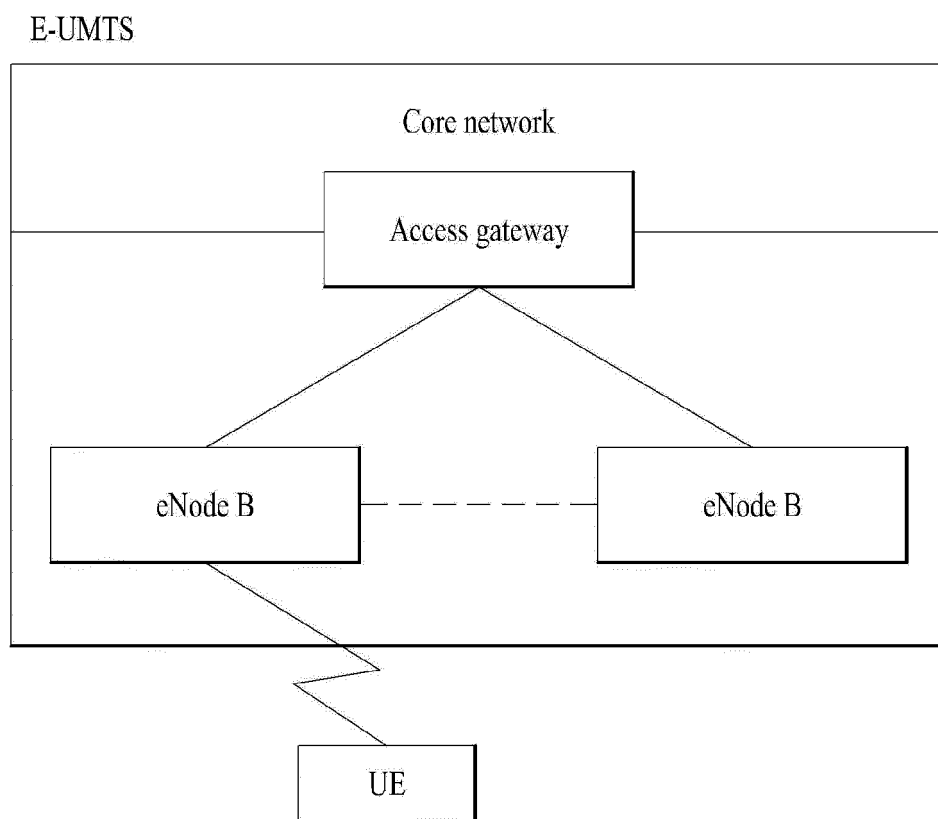 E-UMTS
Core network
Access gateway
eNode B
eNode B
UE